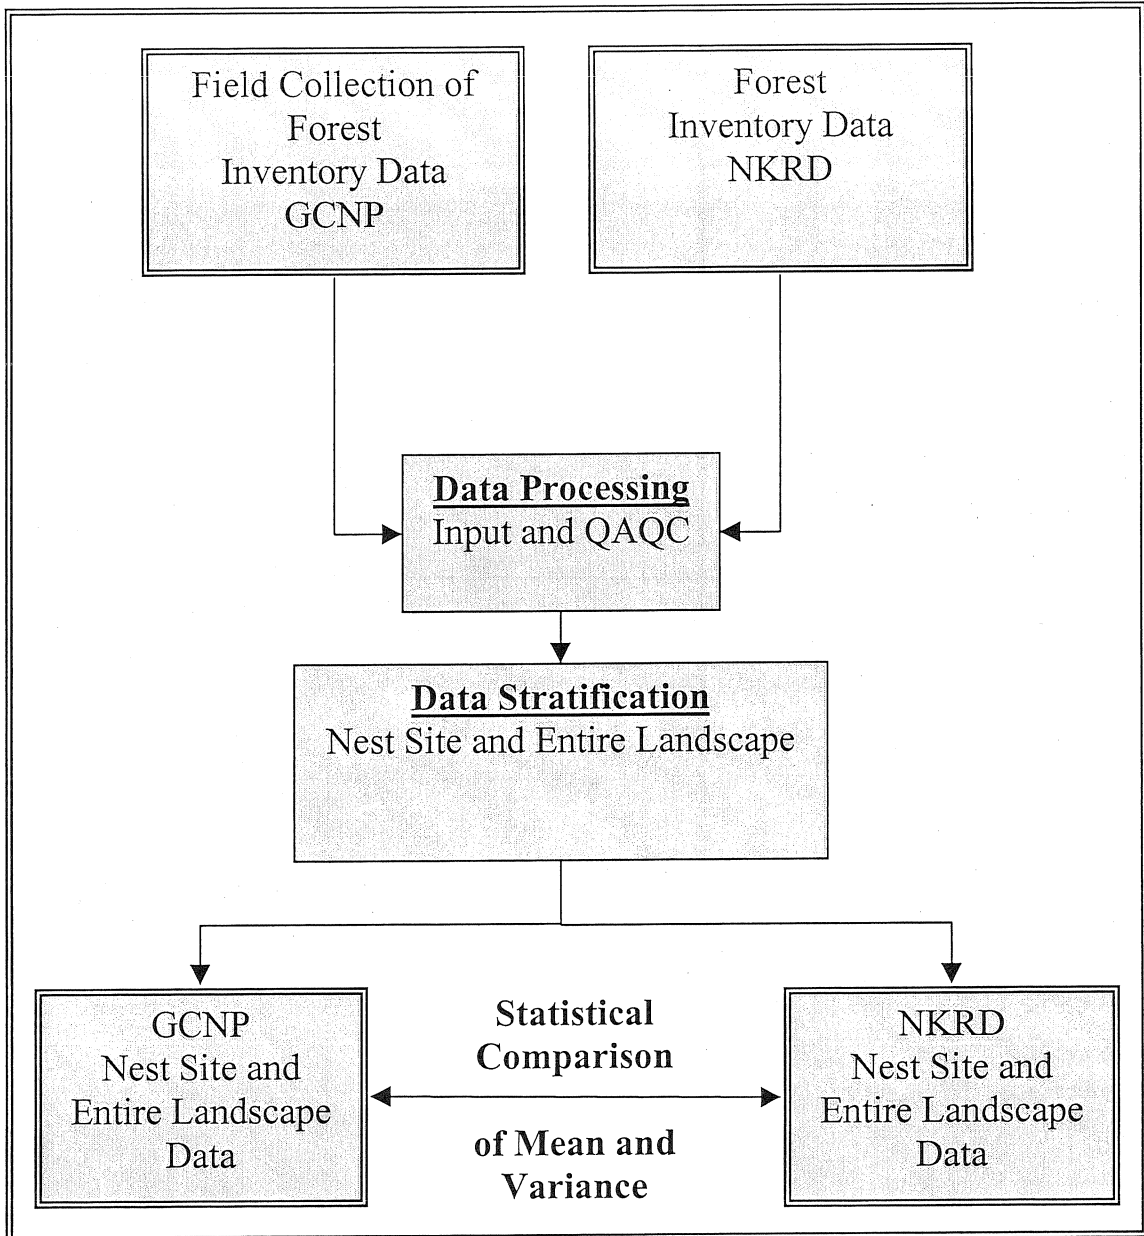 Field Collection of
Forest
Inventory Data
GCNP
Forest
Inventory Data
NKRD
Data Processing
Input and QAQC
Data Stratification
Nest Site and Entire Landscape
GCNP
Nest Site and
Entire Landscape
Data
Statistical
Comparison
of Mean and
Variance
NKRD
Nest Site and
Entire Landscape
Data